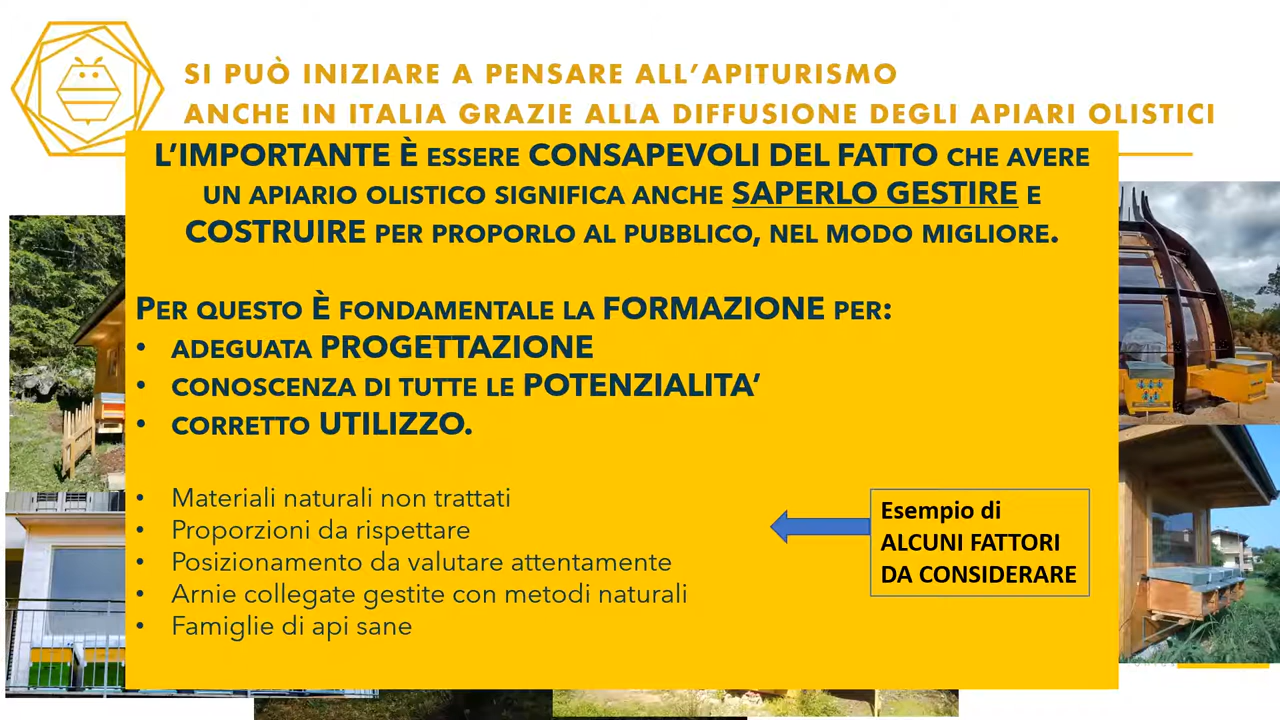 SI PUÒ INIZIARE A PENSARE ALL'APITURISMO
ANCHE IN ITALIA GRAZIE ALLA DIFFUSIONE DEGLI APIARI OLISTICI
L'IMPORTANTE È ESSERE CONSAPEVOLI DEL FATTO CHE AVERE
UN APIARIO OLISTICO SIGNIFICA ANCHE SAPERLO GESTIRE E
COSTRUIRE PER PROPORLO AL PUBBLICO, NEL MODO MIGLIORE.
PER QUESTO È FONDAMENTALE LA FORMAZIONE PER:
• ADEGUATA PROGETTAZIONE
• CONOSCENZA DI TUTTE LE POTENZIALITA'
• CORRETTO UTILIZZO.
• Materiali naturali non trattati
• Proporzioni da rispettare
• Posizionamento da valutare attentamente
• Arnie collegate gestite con metodi naturali
• Famiglie di api sane
Esempio di
ALCUNI FATTORI
DA CONSIDERARE